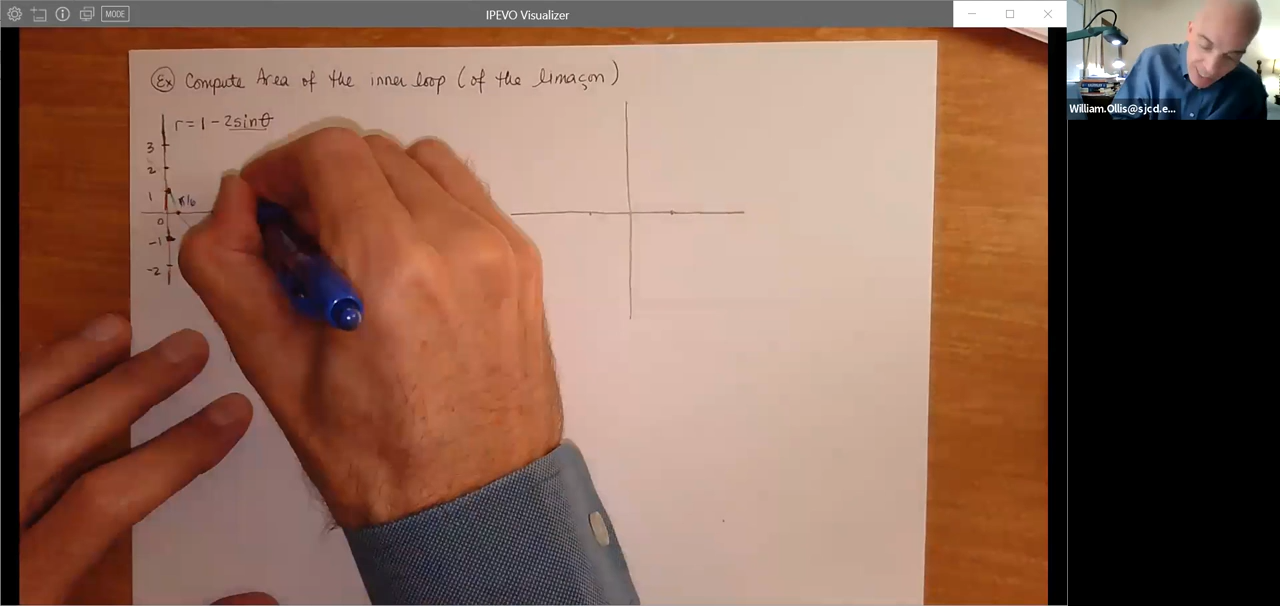 IPEVO Visualizer
MODE
William.Ollis@sjcd.e...
Ex Compute Area of the inner loop (of the limaçon)
r = 1 - 2sinθ
3
2
1
π/6
0
-1
-2